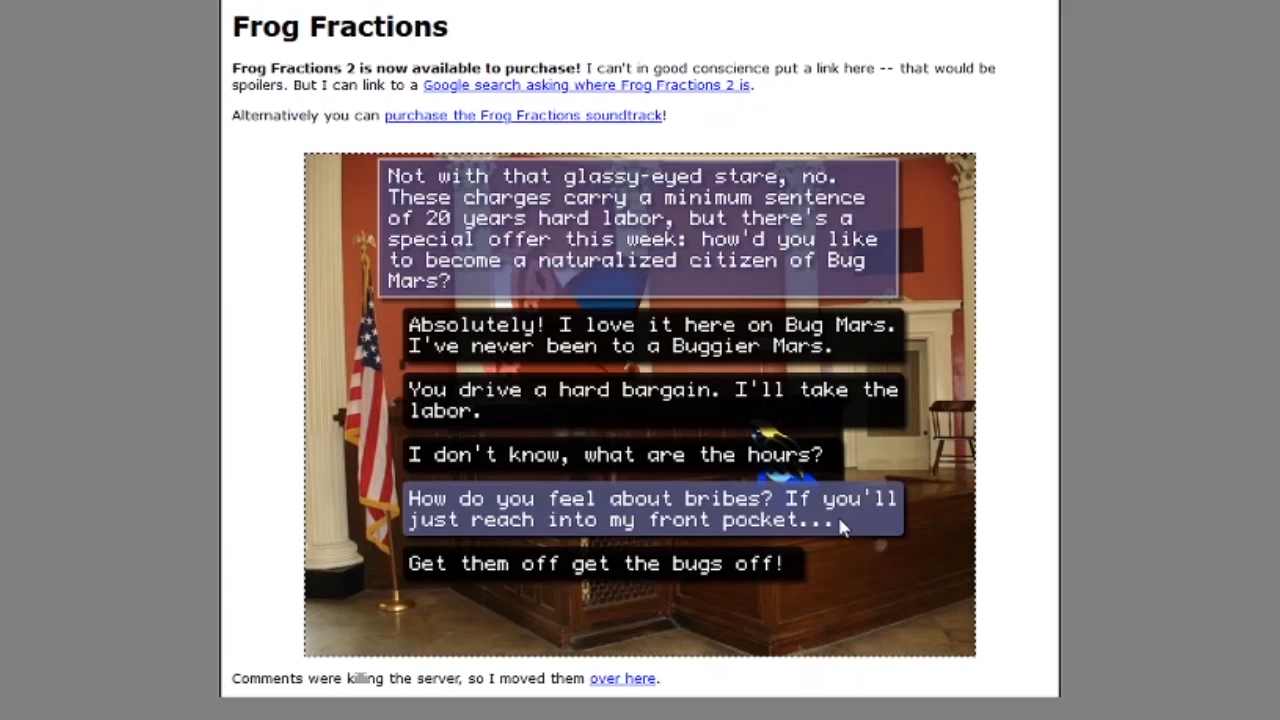 Frog Fractions
Frog Fractions 2 is now available to purchase! I can't in good conscience put a link here -- that would be
spoilers. But I can link to a Google search asking where Frog Fractions 2 is.
Alternatively you can purchase the Frog Fractions soundtrack!
Not with that glassy-eyed stare, no.
These charges carry a minimum sentence
of 20 years hard labor, but there's a
special offer this week: how'd you like
to become a naturalized citizen of Bug
Mars?
Absolutely! I love it here on Bug Mars.
I've never been to a Buggier Mars.
You drive a hard bargain. I'll take the
labor.
I don't know, what are the hours?
How do you feel about bribes? If you'll
just reach into my front pocket...
Get them off get the bugs off!
Comments were killing the server, so I moved them over here.